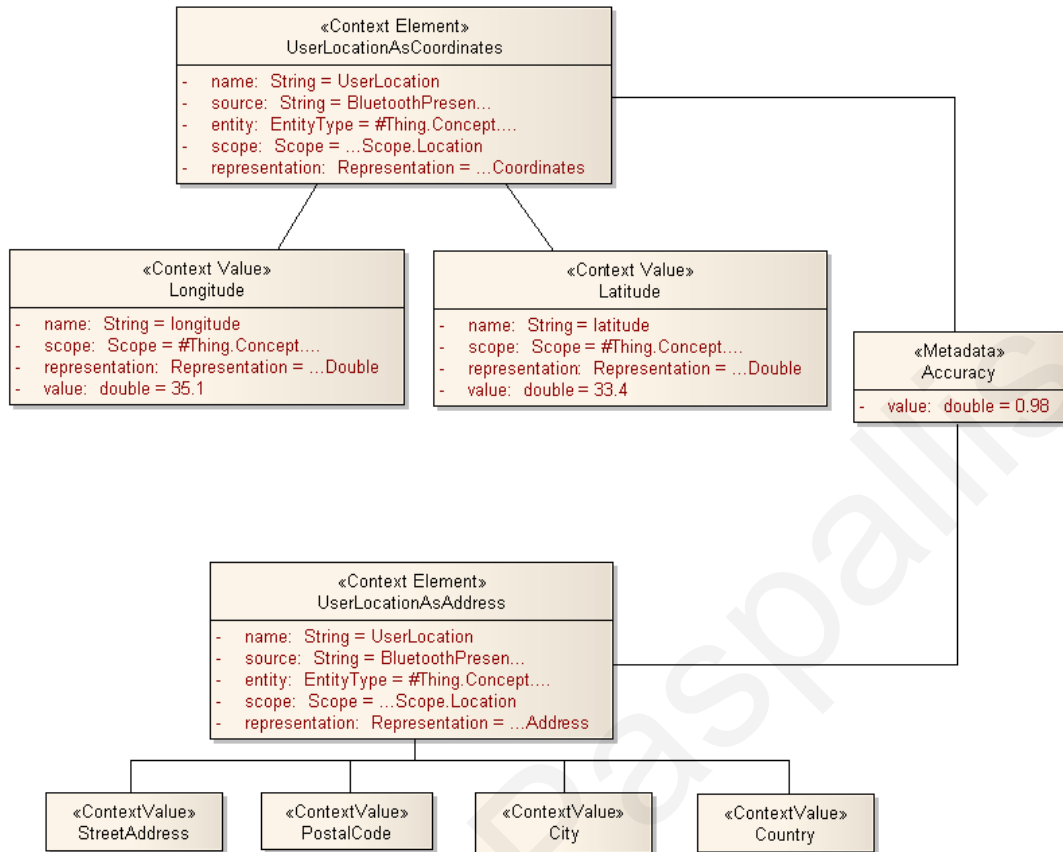 «Context Element»
UserLocationAsCoordinates
- name: String = UserLocation
- source: String = BluetoothPresen...
- entity: EntityType = #Thing.Concept....
- scope: Scope = ...Scope.Location
- representation: Representation = ...Coordinates
«Context Value»
Longitude
- name: String = longitude
- scope: Scope = #Thing.Concept....
- representation: Representation = ...Double
- value: double = 35.1
«Context Value»
Latitude
- name: String = latitude
- scope: Scope = #Thing.Concept....
- representation: Representation = ...Double
- value: double = 33.4
«Metadata»
Accuracy
- value: double = 0.98
«Context Element»
UserLocationAsAddress
- name: String = UserLocation
- source: String = BluetoothPresen...
- entity: EntityType = #Thing.Concept....
- scope: Scope = ...Scope.Location
- representation: Representation = ...Address
«ContextValue»
StreetAddress
«ContextValue»
PostalCode
«ContextValue»
City
«ContextValue»
Country
Paspallis